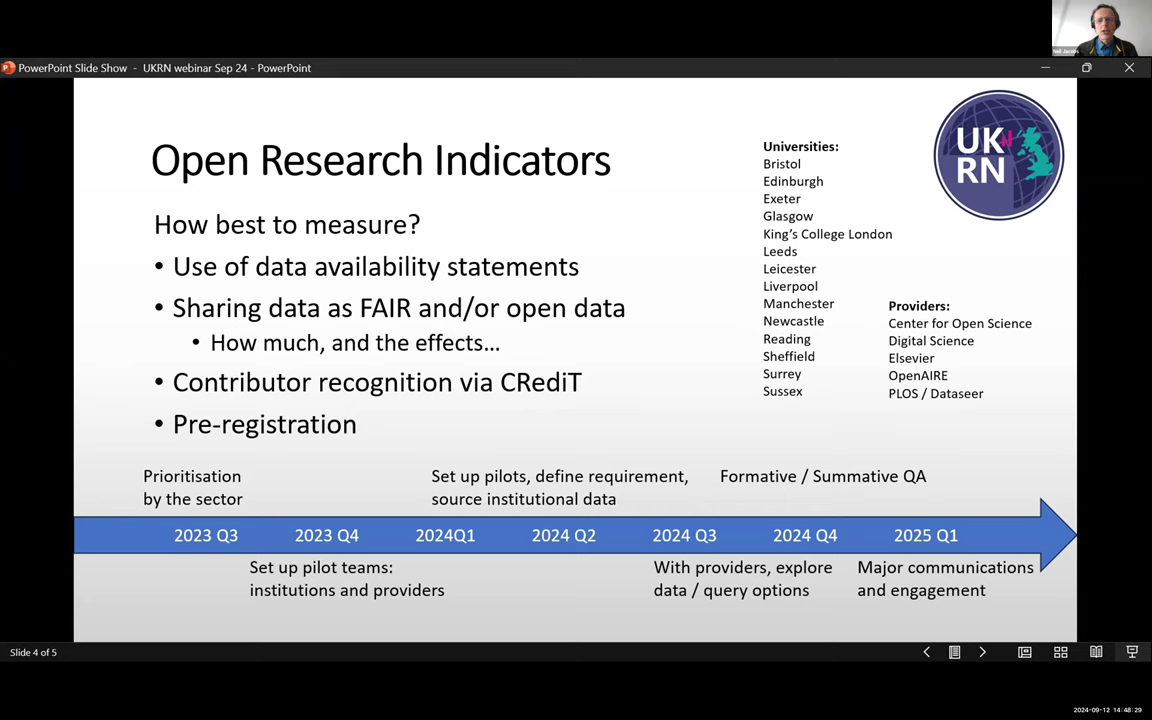 Neil Jacobs
PowerPoint Slide Show - UKRN webinar Sep 24 - PowerPoint
UK
RN
Open Research Indicators
How best to measure?
• Use of data availability statements
• Sharing data as FAIR and/or open data
• How much, and the effects...
• Contributor recognition via CRediT
• Pre-registration
Universities:
Bristol
Edinburgh
Exeter
Glasgow
King's College London
Leeds
Leicester
Liverpool
Manchester
Newcastle
Reading
Sheffield
Surrey
Sussex
Providers:
Center for Open Science
Digital Science
Elsevier
OpenAIRE
PLOS / Dataseer
Prioritisation
by the sector
Set up pilots, define requirement,
source institutional data
Formative / Summative QA
2023 Q3 2023 Q4 2024Q1 2024 Q2 2024 Q3 2024 Q4 2025 Q1
Set up pilot teams:
institutions and providers
With providers, explore
data / query options
Major communications
and engagement
Slide 4 of 5
2024-09-12 14:48:29